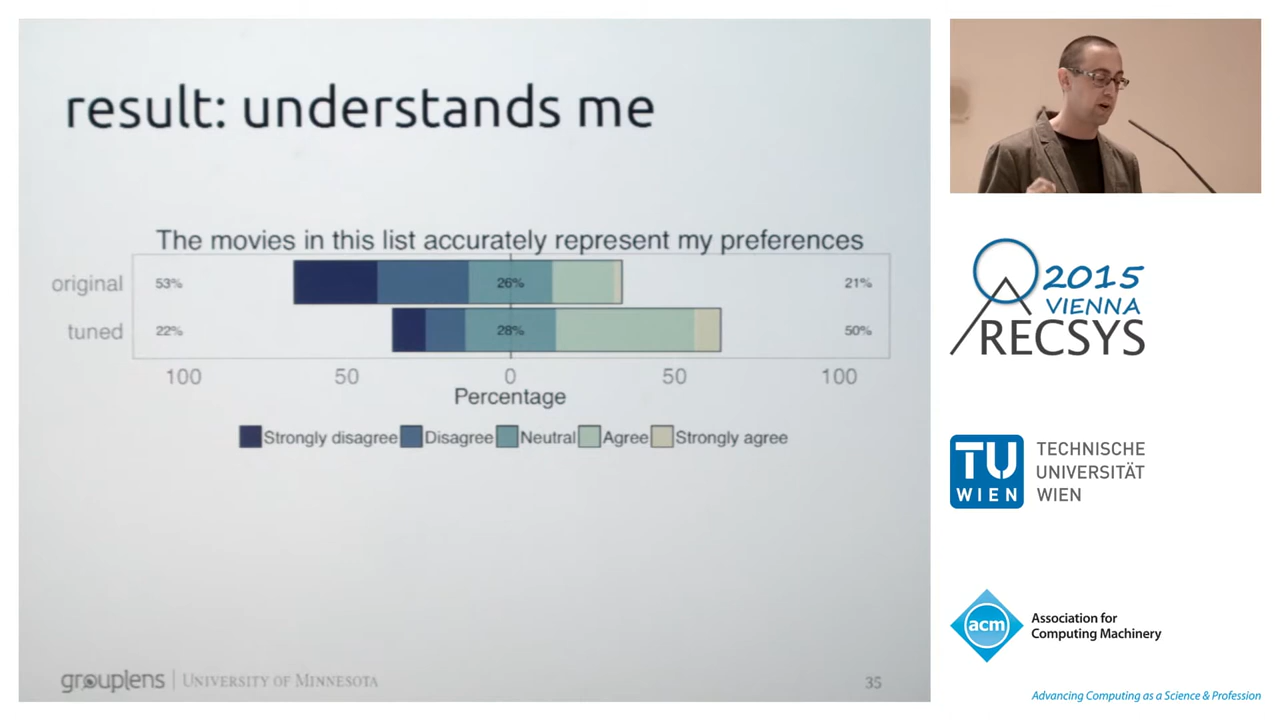 result: understands me
The movies in this list accurately represent my preferences
original 53% 26% 21%
tuned 22% 28% 50%
100 50 0 50 100
Percentage
Strongly disagree Disagree Neutral Agree Strongly agree
grouplens | UNIVERSITY OF MINNESOTA 35
2015
VIENNA
RECSYS
TU
WIEN
TECHNISCHE
UNIVERSITÄT
WIEN
acm
Association for
Computing Machinery
Advancing Computing as a Science & Profession